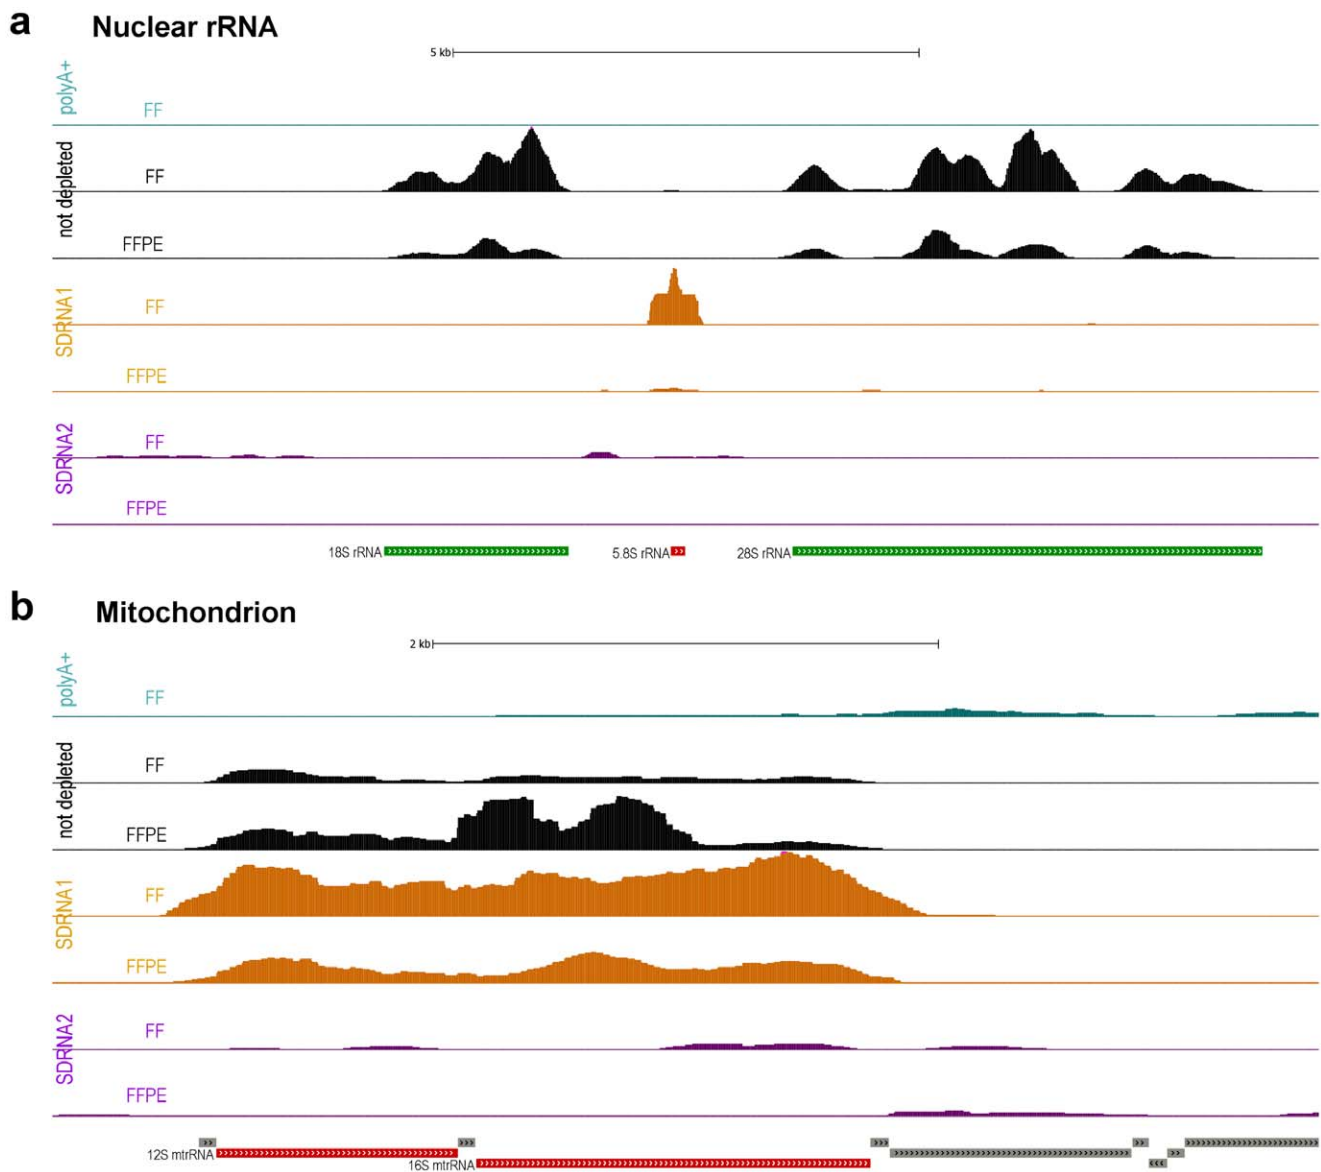 a Nuclear rRNA
5 kb
polyA+
FF
not depleted
FF
FFPE
SDRNA1
FF
FFPE
SDRNA2
FF
FFPE
18S rRNA
5.8S rRNA
28S rRNA
b Mitochondrion
2 kb
polyA+
FF
not depleted
FF
FFPE
SDRNA1
FF
FFPE
SDRNA2
FF
FFPE
12S mtrRNA
16S mtrRNA